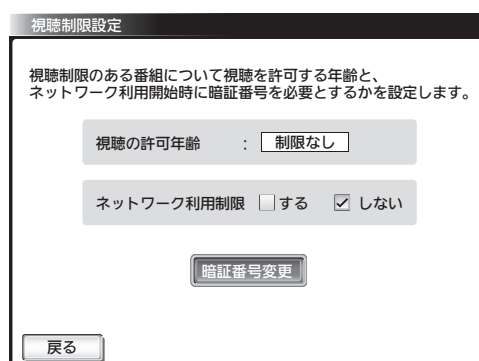 視聴制限設定
視聴制限のある番組について視聴を許可する年齢と、
ネットワーク利用開始時に暗証番号を必要とするかを設定します。
視聴の許可年齢 : 制限なし
ネットワーク利用制限 する しない
暗証番号変更
戻る